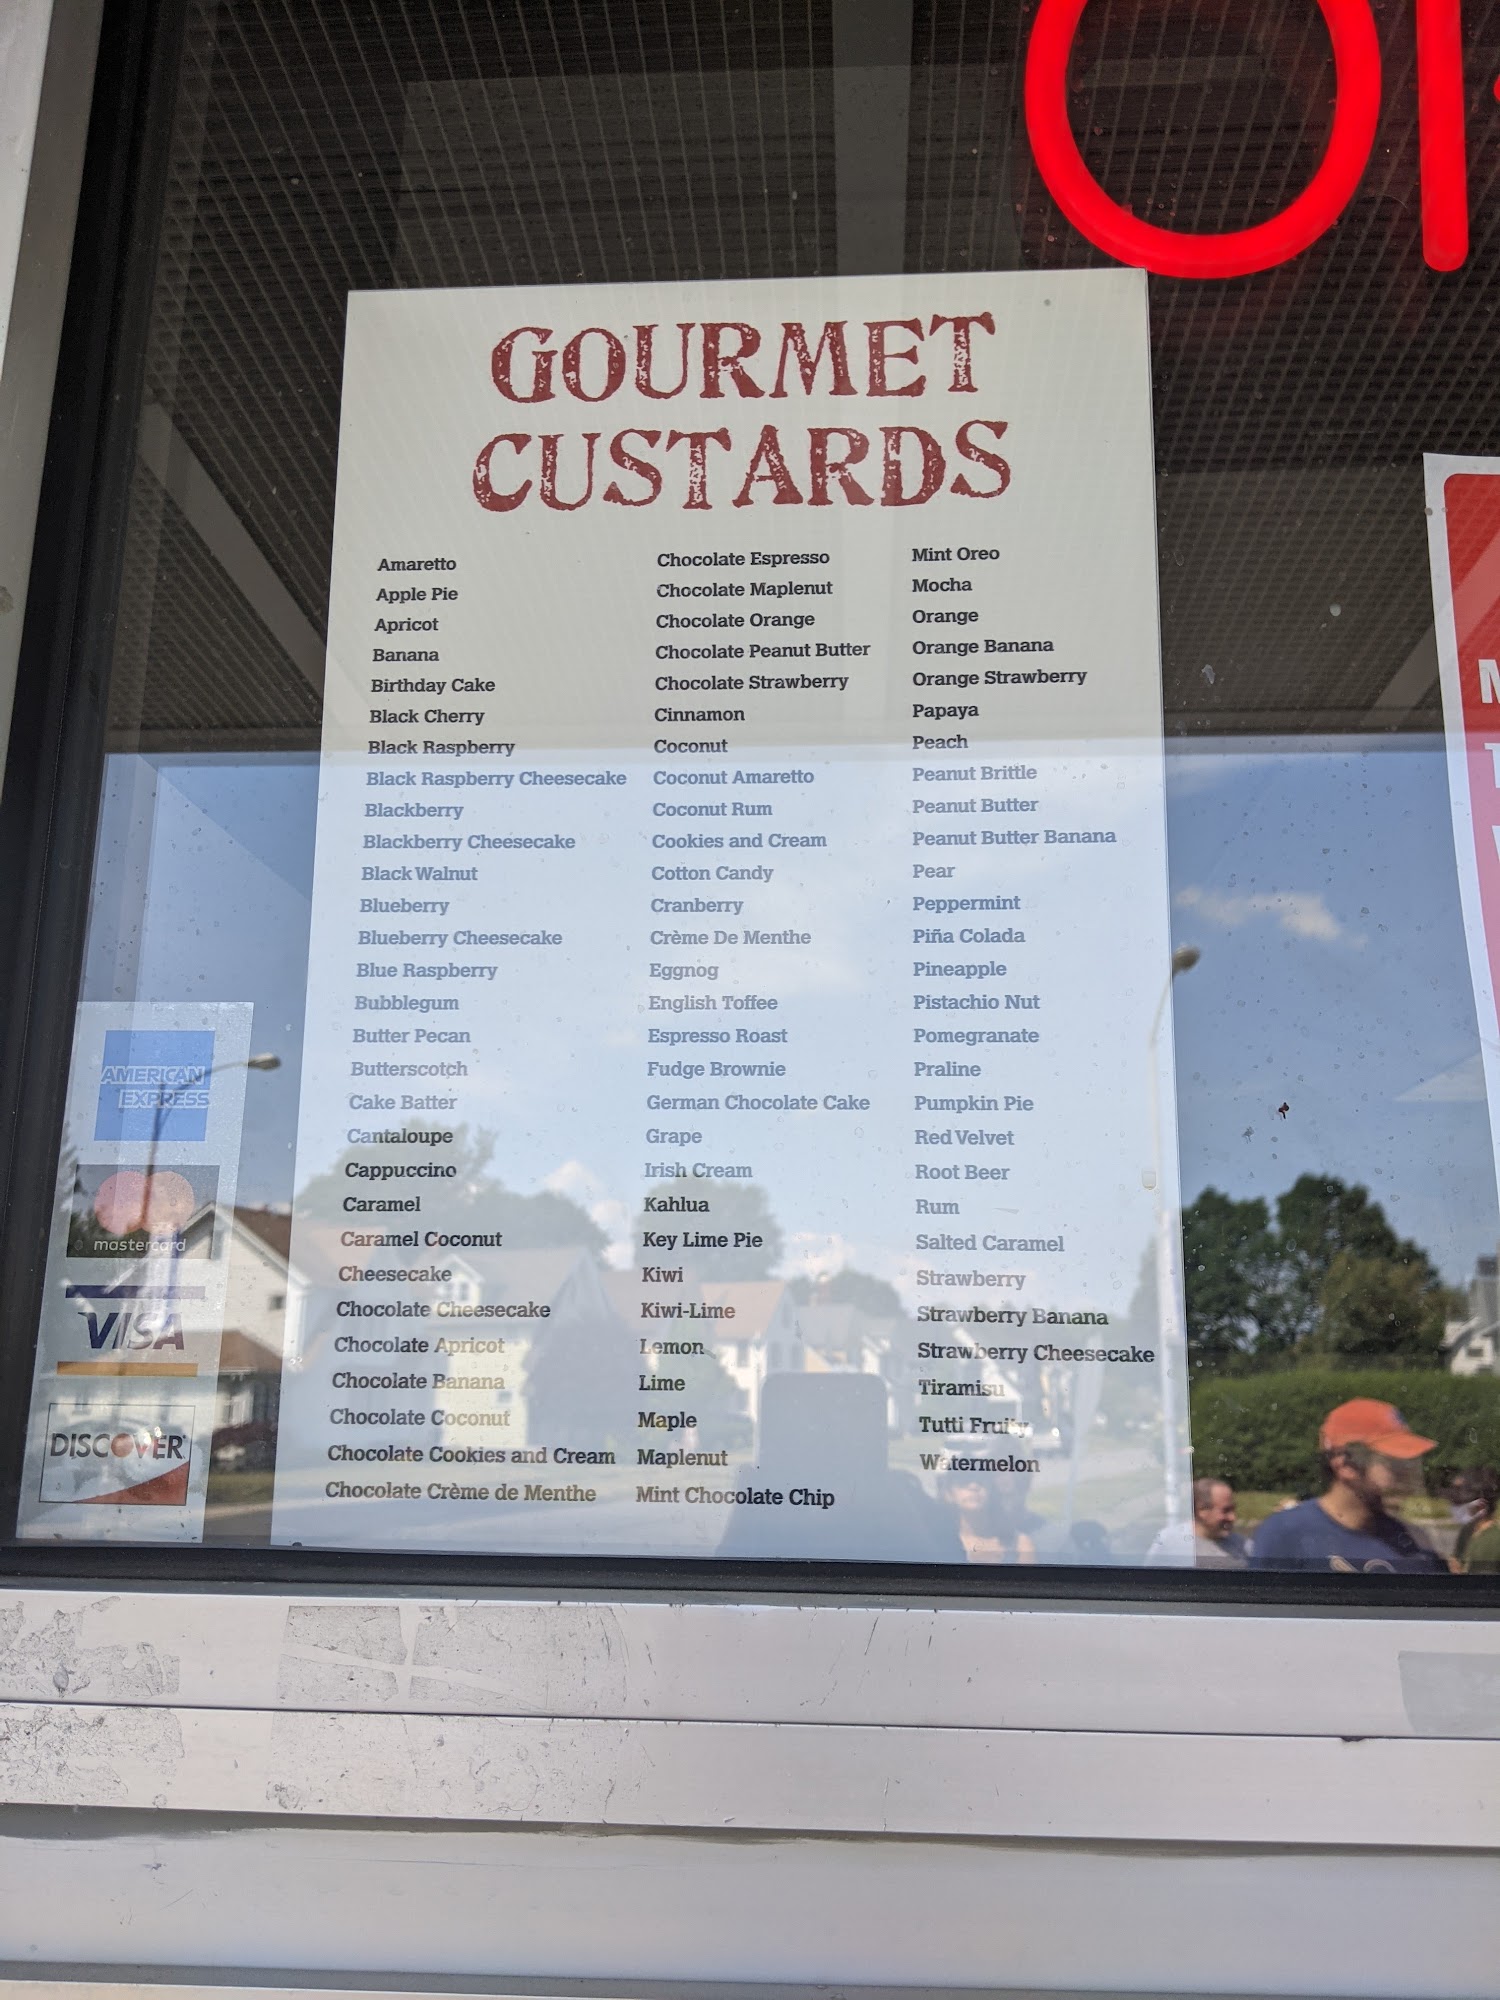 GOURMET
CUSTARDS
Amaretto
Apple Pie
Apricot
Banana
Birthday Cake
Black Cherry
Black Raspberry
Black Raspberry Cheesecake
Blackberry
Blackberry Cheesecake
Black Walnut
Blueberry
Blueberry Cheesecake
Blue Raspberry
Bubblegum
Butter Pecan
Butterscotch
Cake Batter
Cantaloupe
Cappuccino
Caramel
Caramel Coconut
Cheesecake
Chocolate Cheesecake
Chocolate Apricot
Chocolate Banana
Chocolate Coconut
Chocolate Cookies and Cream
Chocolate Crème de Menthe
Chocolate Espresso
Chocolate Maplenut
Chocolate Orange
Chocolate Peanut Butter
Chocolate Strawberry
Cinnamon
Coconut
Coconut Amaretto
Coconut Rum
Cookies and Cream
Cotton Candy
Cranberry
Crème De Menthe
Eggnog
English Toffee
Espresso Roast
Fudge Brownie
German Chocolate Cake
Grape
Irish Cream
Kahlua
Key Lime Pie
Kiwi
Kiwi-Lime
Lemon
Lime
Maple
Maplenut
Mint Chocolate Chip
Mint Oreo
Mocha
Orange
Orange Banana
Orange Strawberry
Papaya
Peach
Peanut Brittle
Peanut Butter
Peanut Butter Banana
Pear
Peppermint
Piña Colada
Pineapple
Pistachio Nut
Pomegranate
Praline
Pumpkin Pie
Red Velvet
Root Beer
Rum
Salted Caramel
Strawberry
Strawberry Banana
Strawberry Cheesecake
Tiramisu
Tutti Fruity
Watermelon
AMERICAN
EXPRESS
mastercard
VISA
DISCOVER